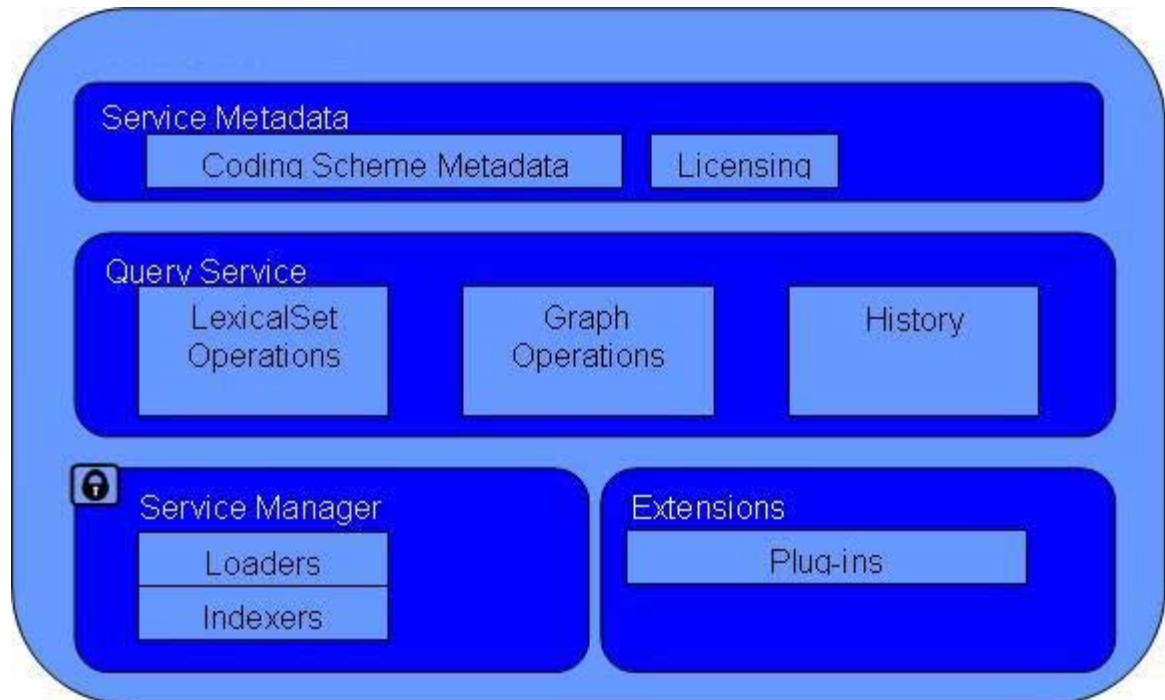 Service Metadata
Coding Scheme Metadata
Licensing
Query Service
LexicalSet
Operations
Graph
Operations
History
Service Manager
Loaders
Indexers
Extensions
Plug-ins